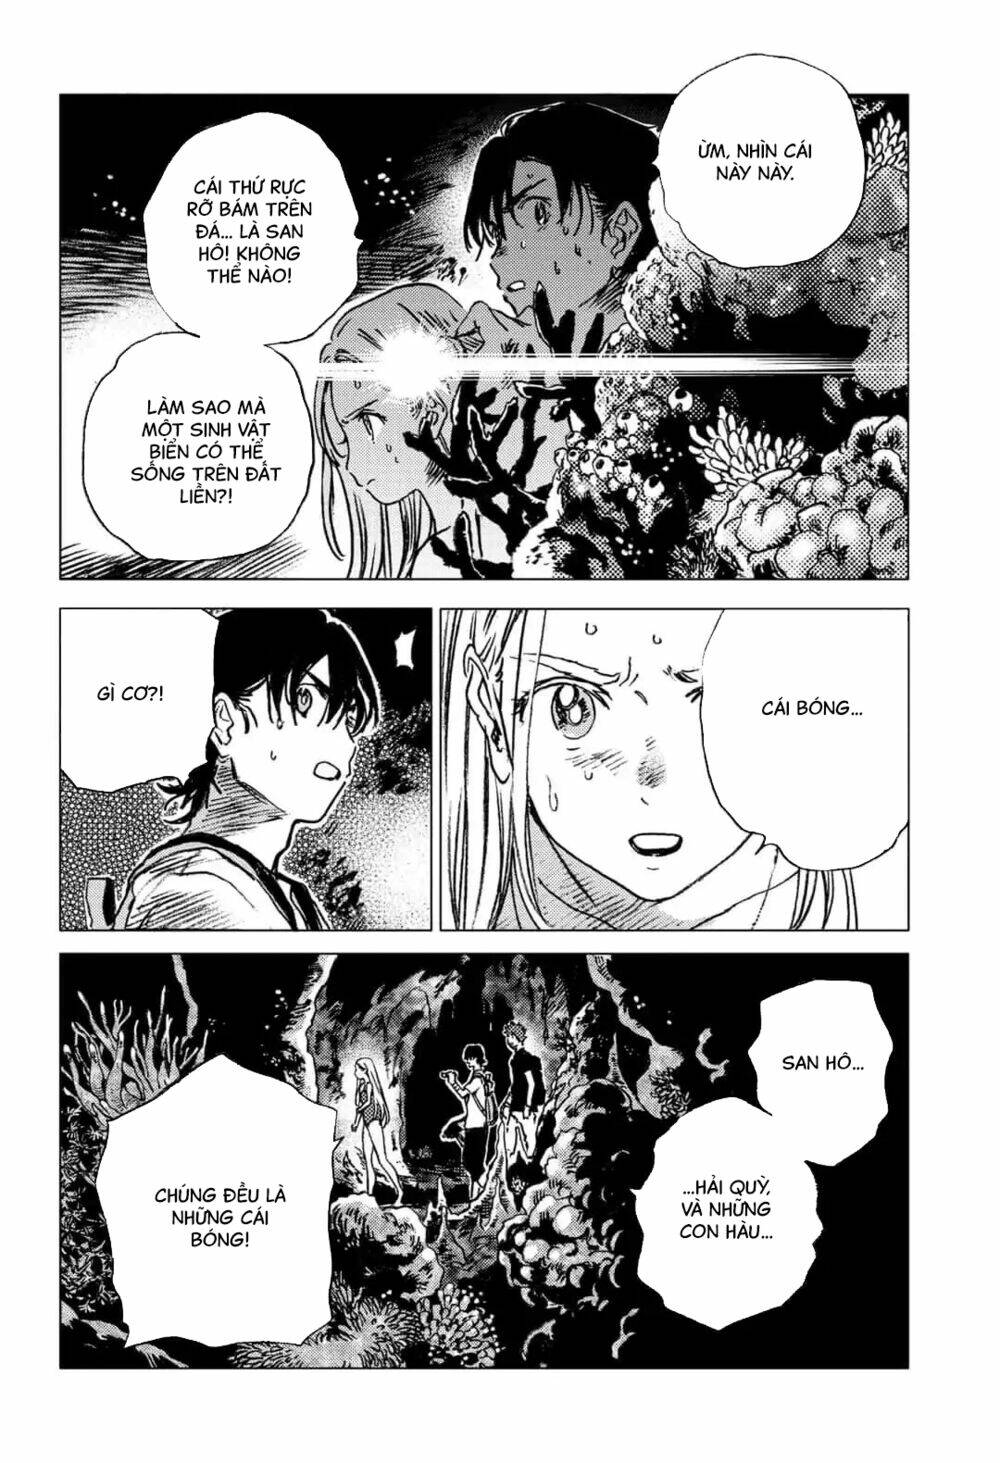 ỪM, NHÌN CÁI
NÀY NÀY.
CÁI THỨ RỰC
RỠ BÁM TRÊN
ĐÁ... LÀ SAN
HÔ! KHÔNG
THỂ NÀO!
LÀM SAO MÀ
MỘT SINH VẬT
BIỂN CÓ THỂ
SỐNG TRÊN ĐẤT
LIỀN?!
CÁI BÓNG...
GÌ CƠ?!
SAN HÔ...
...HẢI QUỲ,
VÀ NHỮNG
CON HÀU...
CHÚNG ĐỀU LÀ
NHỮNG CÁI
BÓNG!